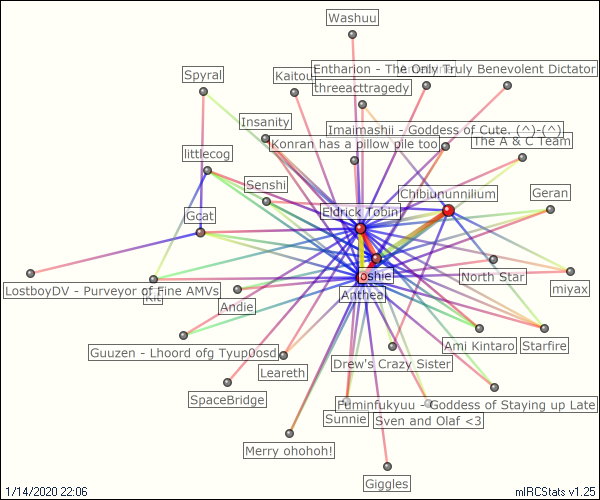 Washuu
Entharion - The Only Truly Benevolent Dictator
Spyral
Kaitou
threeacttragedy
Insanity
Imaimashii - Goddess of Cute. (^)-(^)
Konran has a pillow pile too
The A & C Team
littlecog
Senshi
Chibiununnilium
Geran
Eldrick Tobin
Gcat
Yoshie
North Star
miyax
LostboyDV - Purveyor of Fine AMVs
Kit
Anthea
Andie
Ami Kintaro
Starfire
Guuzen - Lhoord ofg Tyup0osd
Drew's Crazy Sister
Leareth
SpaceBridge
Fuminfukyuu - Goddess of Staying up Late
Sunnie
Sven and Olaf <3
Merry ohohoh!
Giggles
1/14/2020 22:06
mIRCStats v1.25